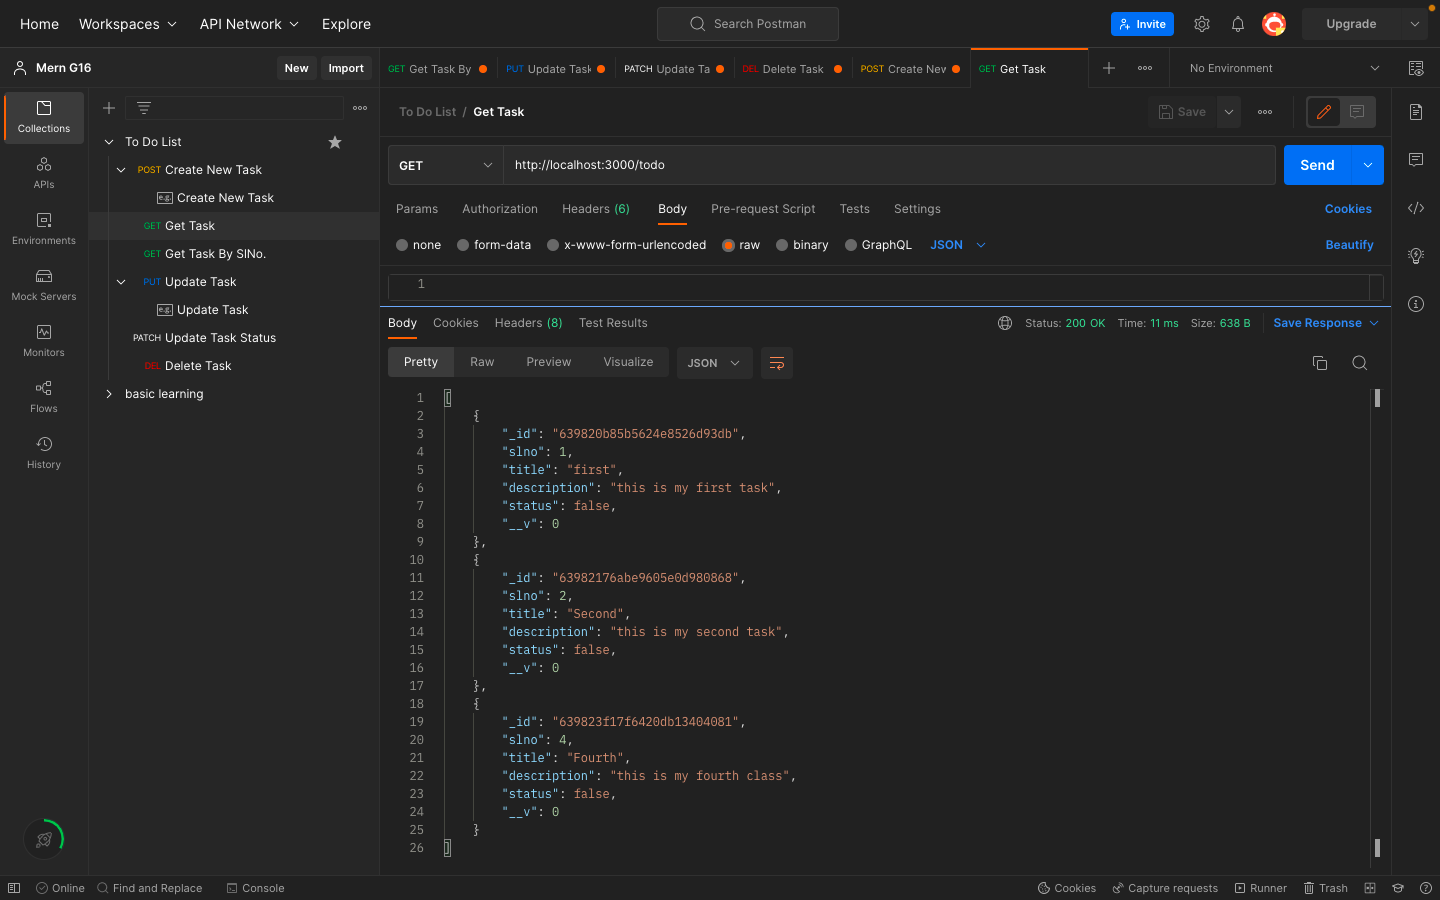 Home Workspaces API Network Explore Search Postman Invite Upgrade
Mern G16 New Import GET Get Task By PUT Update Task PATCH Update Ta DEL Delete Task POST Create New GET Get Task No Environment
To Do List / Get Task Save
Collections
APIs
Environments
Mock Servers
Monitors
Flows
History
To Do List
POST Create New Task
e.g. Create New Task
GET Get Task
GET Get Task By SlNo.
PUT Update Task
e.g. Update Task
PATCH Update Task Status
DEL Delete Task
basic learning
GET http://localhost:3000/todo Send
Params Authorization Headers (6) Body Pre-request Script Tests Settings Cookies
none form-data x-www-form-urlencoded raw binary GraphQL JSON Beautify
1
Body Cookies Headers (8) Test Results Status: 200 OK Time: 11 ms Size: 638 B Save Response
Pretty Raw Preview Visualize JSON
1 [
2 {
3 "_id": "639820b85b5624e8526d93db",
4 "slno": 1,
5 "title": "first",
6 "description": "this is my first task",
7 "status": false,
8 "__v": 0
9 },
10 {
11 "_id": "63982176abe9605e0d980868",
12 "slno": 2,
13 "title": "Second",
14 "description": "this is my second task",
15 "status": false,
16 "__v": 0
17 },
18 {
19 "_id": "639823f17f6420db13404081",
20 "slno": 4,
21 "title": "Fourth",
22 "description": "this is my fourth class",
23 "status": false,
24 "__v": 0
25 }
26 ]
Online Find and Replace Console Cookies Capture requests Runner Trash